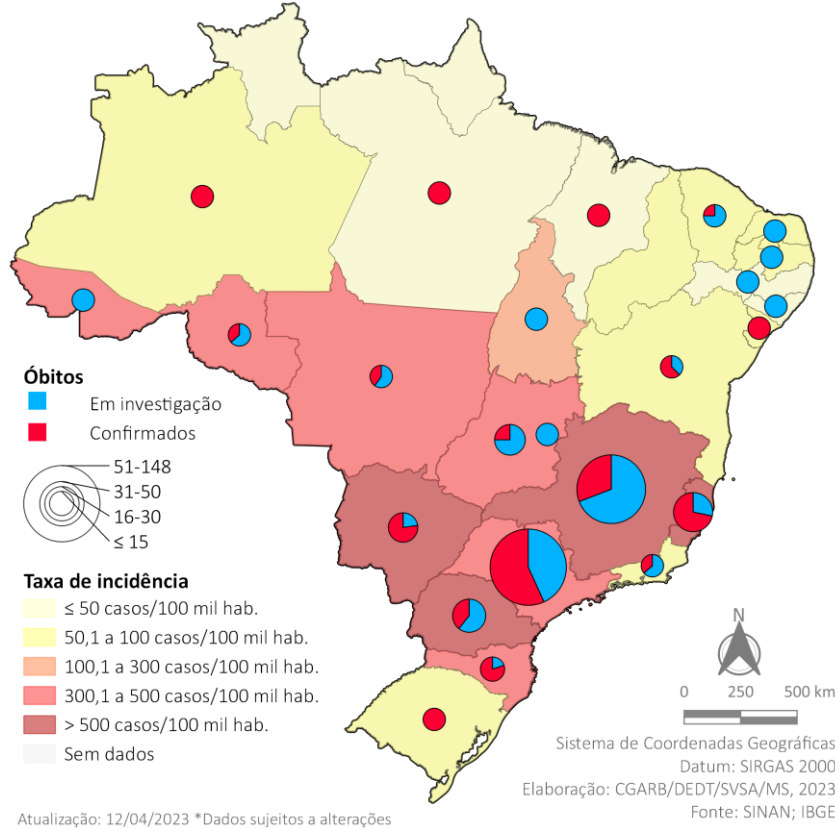 Óbitos
Em investigação
Confirmados
51-148
31-50
16-30
≤ 15
Taxa de incidência
≤ 50 casos/100 mil hab.
50,1 a 100 casos/100 mil hab.
100,1 a 300 casos/100 mil hab.
300,1 a 500 casos/100 mil hab.
> 500 casos/100 mil hab.
Sem dados
N
0 250 500 km
Sistema de Coordenadas Geográficas
Datum: SIRGAS 2000
Elaboração: CGARB/DEDT/SVSA/MS, 2023
Fonte: SINAN; IBGE
Atualização: 12/04/2023 *Dados sujeitos a alterações